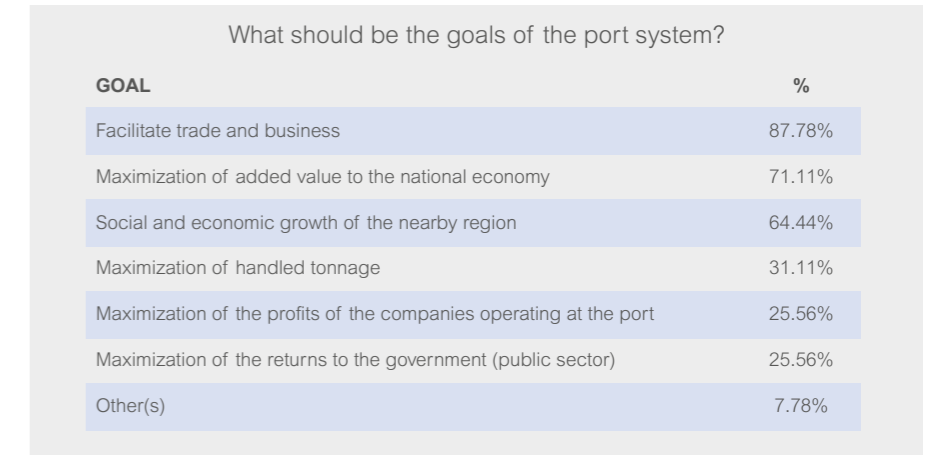 What should be the goals of the port system?
GOAL %
Facilitate trade and business 87.78%
Maximization of added value to the national economy 71.11%
Social and economic growth of the nearby region 64.44%
Maximization of handled tonnage 31.11%
Maximization of the profits of the companies operating at the port 25.56%
Maximization of the returns to the government (public sector) 25.56%
Other(s) 7.78%